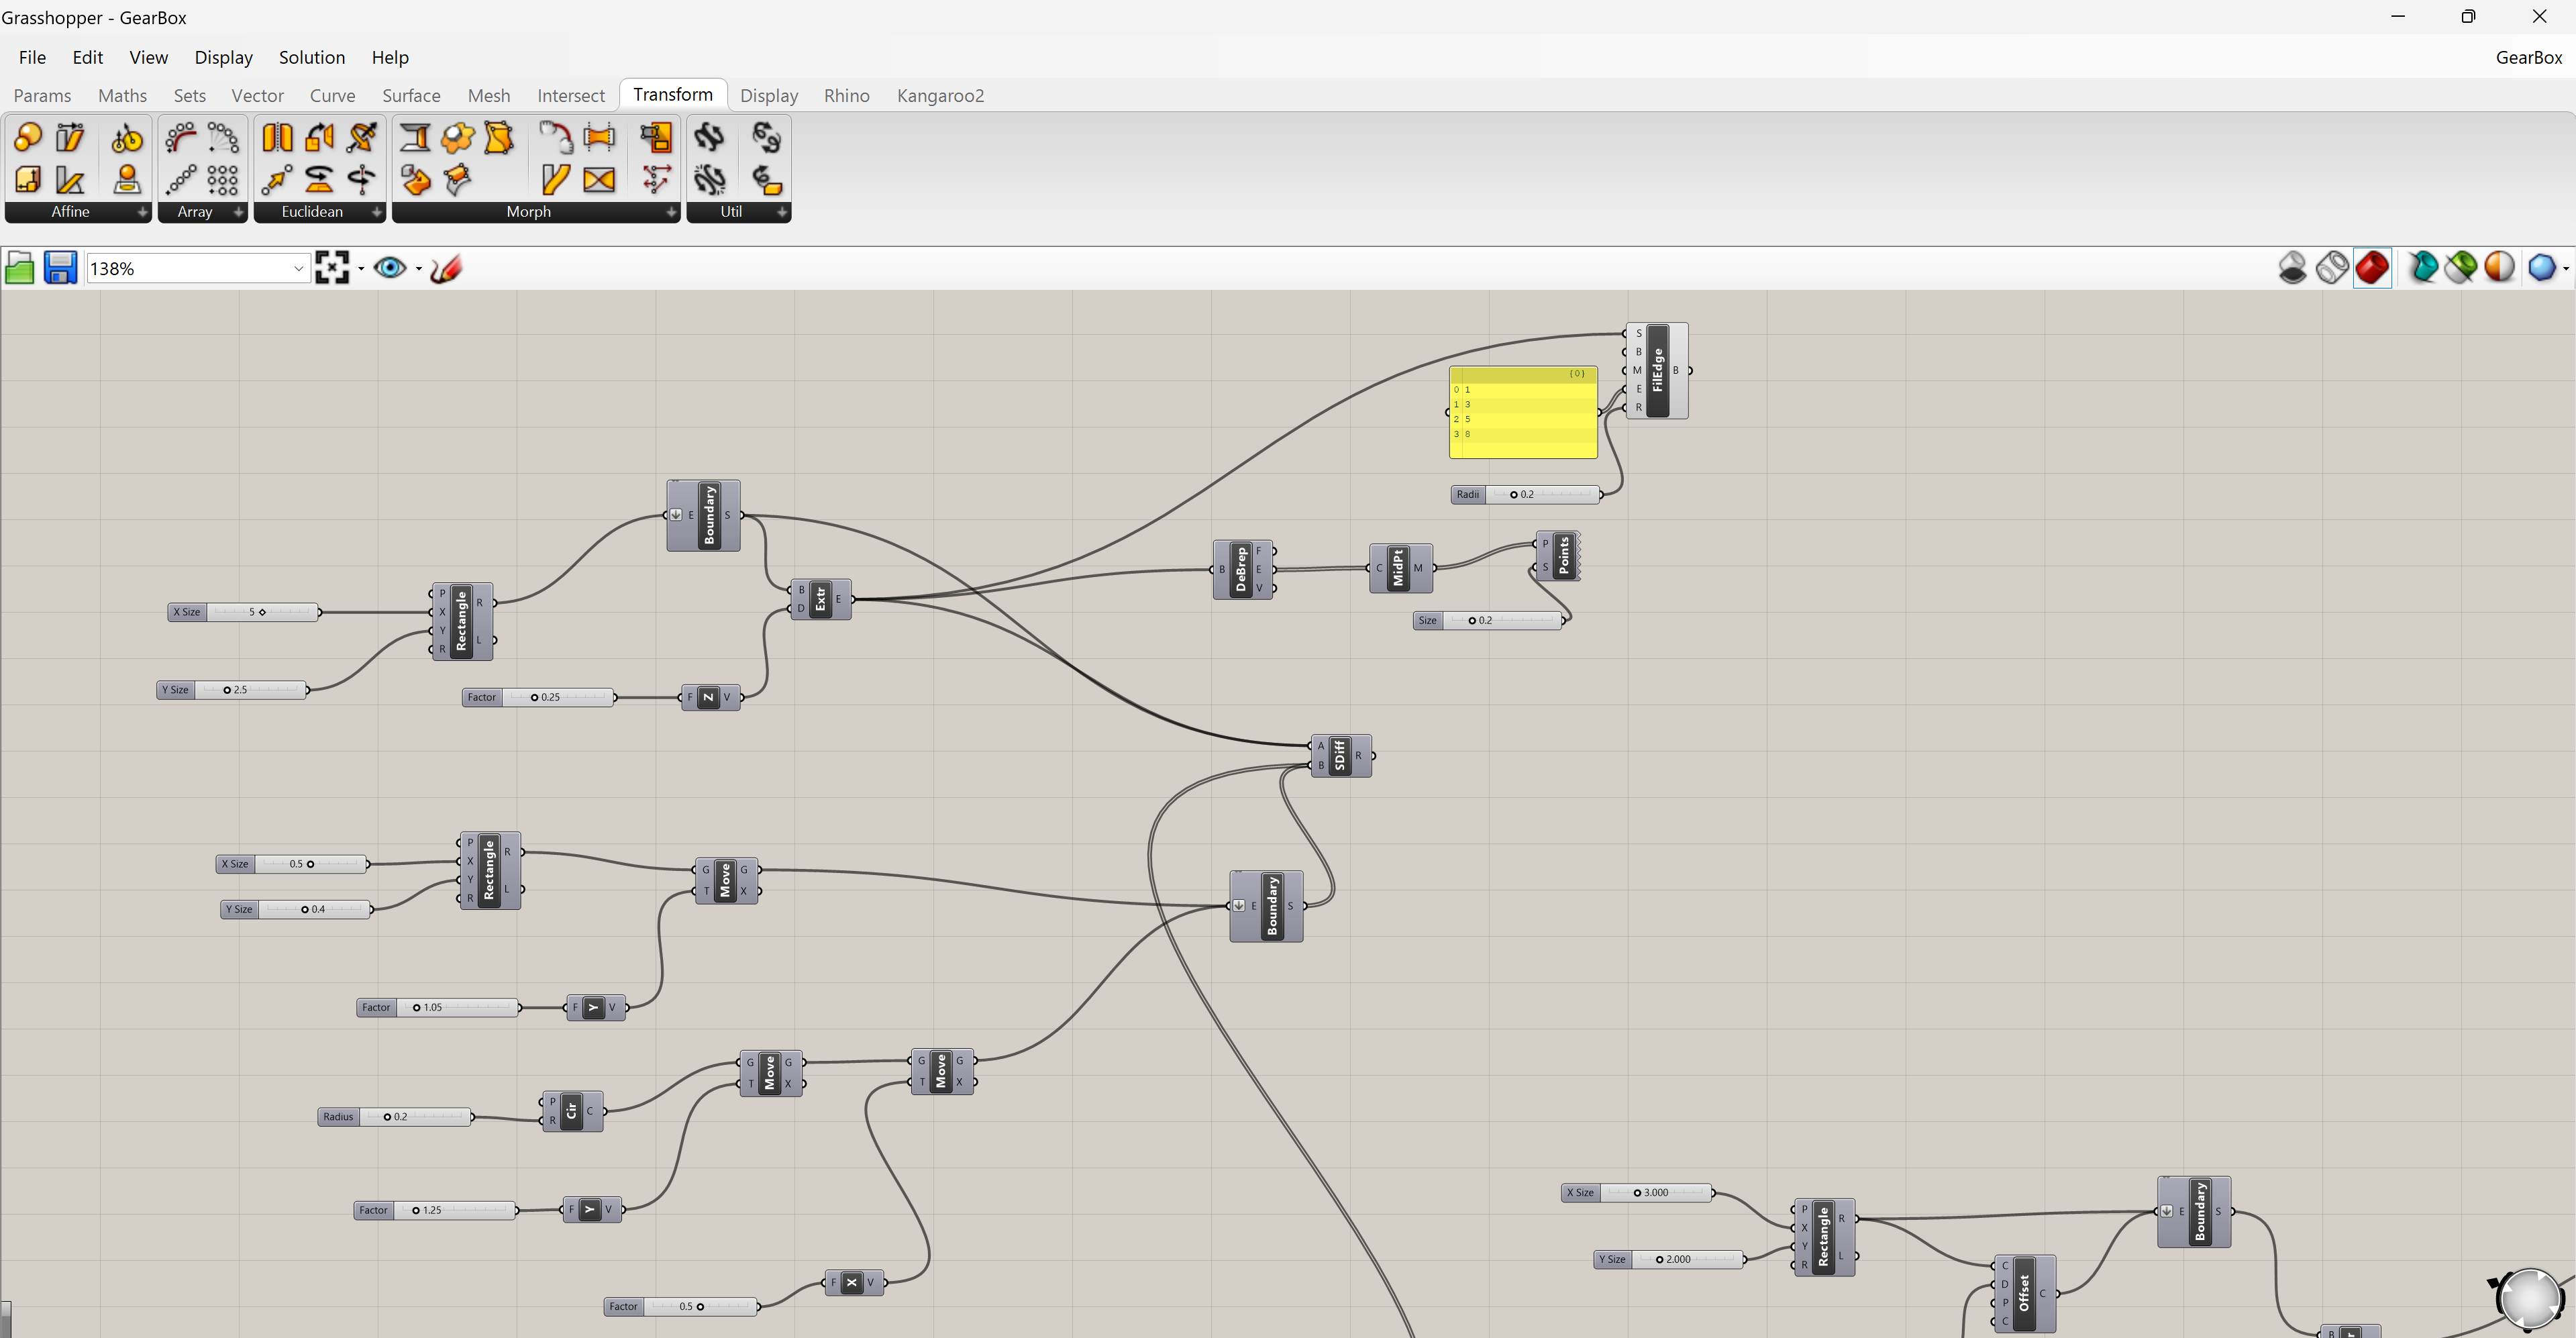 Grasshopper - GearBox
File Edit View Display Solution Help GearBox
Params Maths Sets Vector Curve Surface Mesh Intersect Transform Display Rhino Kangaroo2
Affine Array Euclidean Morph Util
138%
S
B
M
E
R
FilEdge
B
{0}
0 1
1 3
2 5
3 8
Radii 0.2
E Boundary S
B
DeBrep
F
E
V
C MidPt M
P
S
Points
Size 0.2
X Size 5
Y Size 2.5
P
X
Y
R
Rectangle
R
L
B
D
Extr
E
Factor 0.25
F Z V
A
B
SDiff
R
X Size 0.5
Y Size 0.4
P
X
Y
R
Rectangle
R
L
G
T
Move
G
X
E Boundary S
Factor 1.05
F Y V
G
T
Move
G
X
G
T
Move
G
X
Radius 0.2
P
R
Cir
C
Factor 1.25
F Y V
Factor 0.5
F X V
X Size 3.000
Y Size 2.000
P
X
Y
R
Rectangle
R
L
E Boundary S
C
D
P
C
Offset
C
B